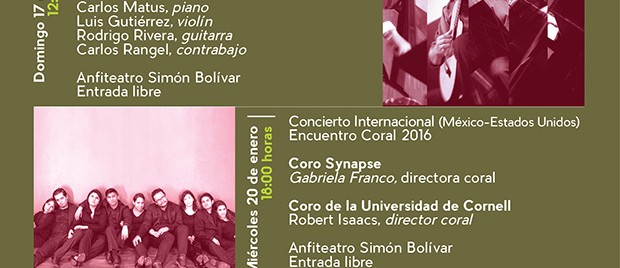 Domingo 17
12:
Carlos Matus, piano
Luis Gutiérrez, violín
Rodrigo Rivera, guitarra
Carlos Rangel, contrabajo
Anfiteatro Simón Bolívar
Entrada libre
Miércoles 20 de enero
18:00 horas
Concierto Internacional (México-Estados Unidos)
Encuentro Coral 2016
Coro Synapse
Gabriela Franco, directora coral
Coro de la Universidad de Cornell
Robert Isaacs, director coral
Anfiteatro Simón Bolívar
Entrada libre